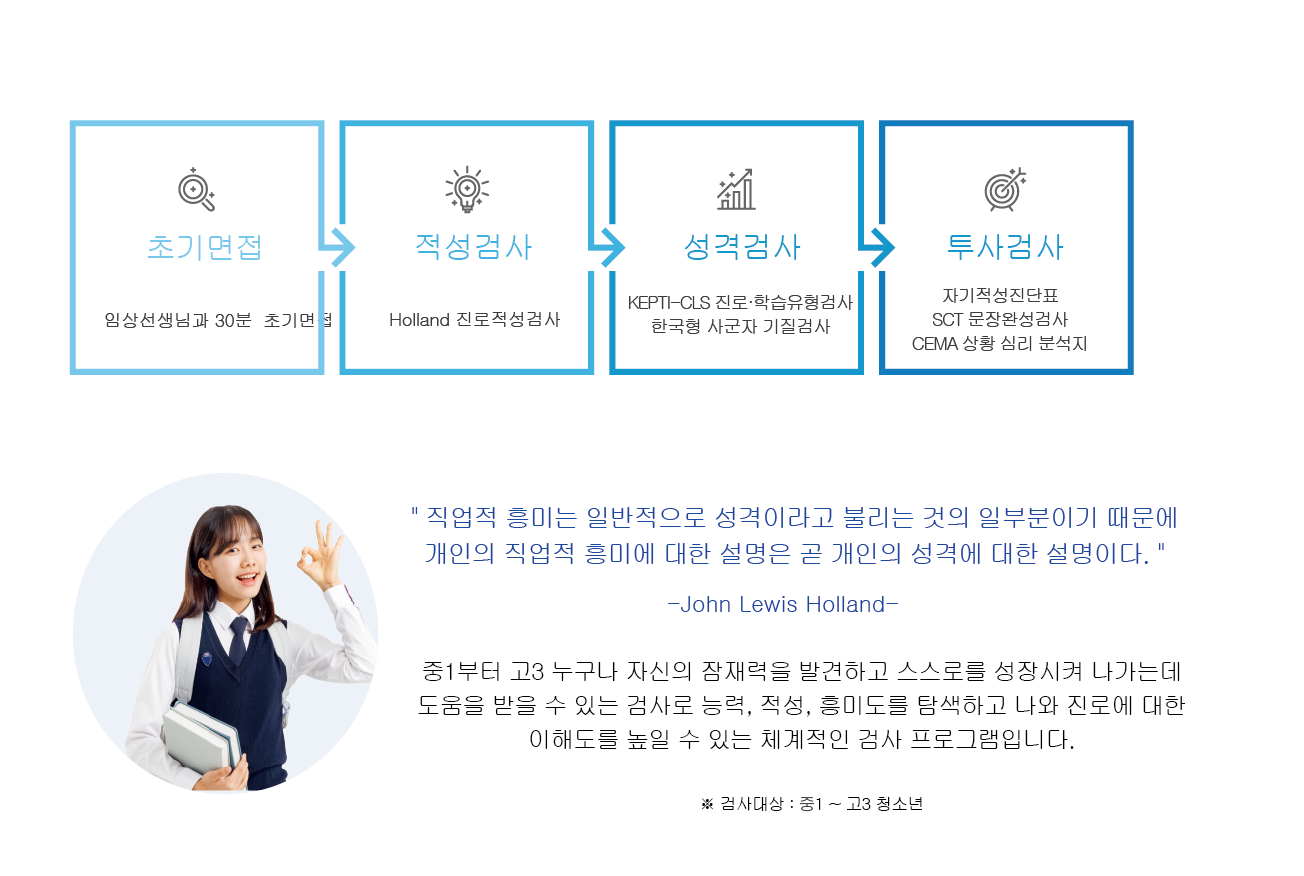 초기면접
임상선생님과 30분 초기면접
적성검사
Holland 진로적성검사
성격검사
KEPTI-CLS 진로·학습유형검사
한국형 사군자 기질검사
투사검사
자기적성진단표
SCT 문장완성검사
CEMA 상황 심리 분석지
" 직업적 흥미는 일반적으로 성격이라고 불리는 것의 일부분이기 때문에
개인의 직업적 흥미에 대한 설명은 곧 개인의 성격에 대한 설명이다. "
-John Lewis Holland-
중1부터 고3 누구나 자신의 잠재력을 발견하고 스스로를 성장시켜 나가는데
도움을 받을 수 있는 검사로 능력, 적성, 흥미도를 탐색하고 나와 진로에 대한
이해도를 높일 수 있는 체계적인 검사 프로그램입니다.
※ 검사대상 : 중1 ~ 고3 청소년